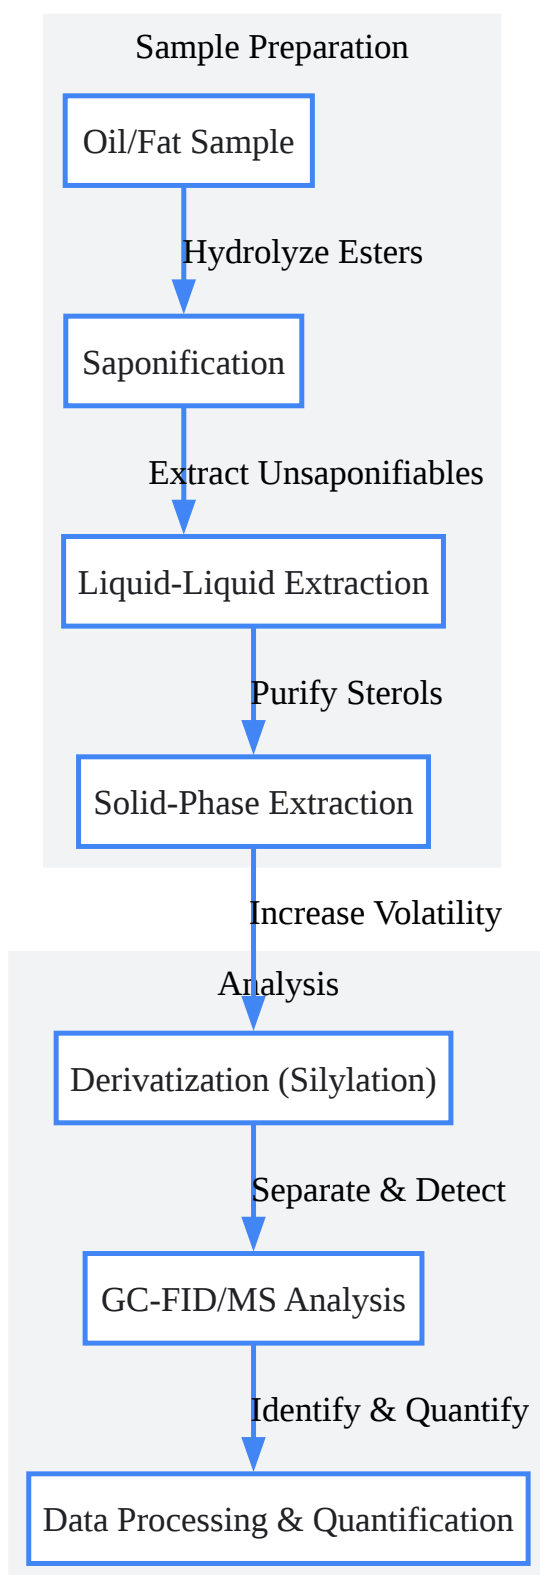 Sample Preparation
Oil/Fat Sample
Hydrolyze Esters
Saponification
Extract Unsaponifiables
Liquid-Liquid Extraction
Purify Sterols
Solid-Phase Extraction
Increase Volatility
Analysis
Derivatization (Silylation)
Separate & Detect
GC-FID/MS Analysis
Identify & Quantify
Data Processing & Quantification